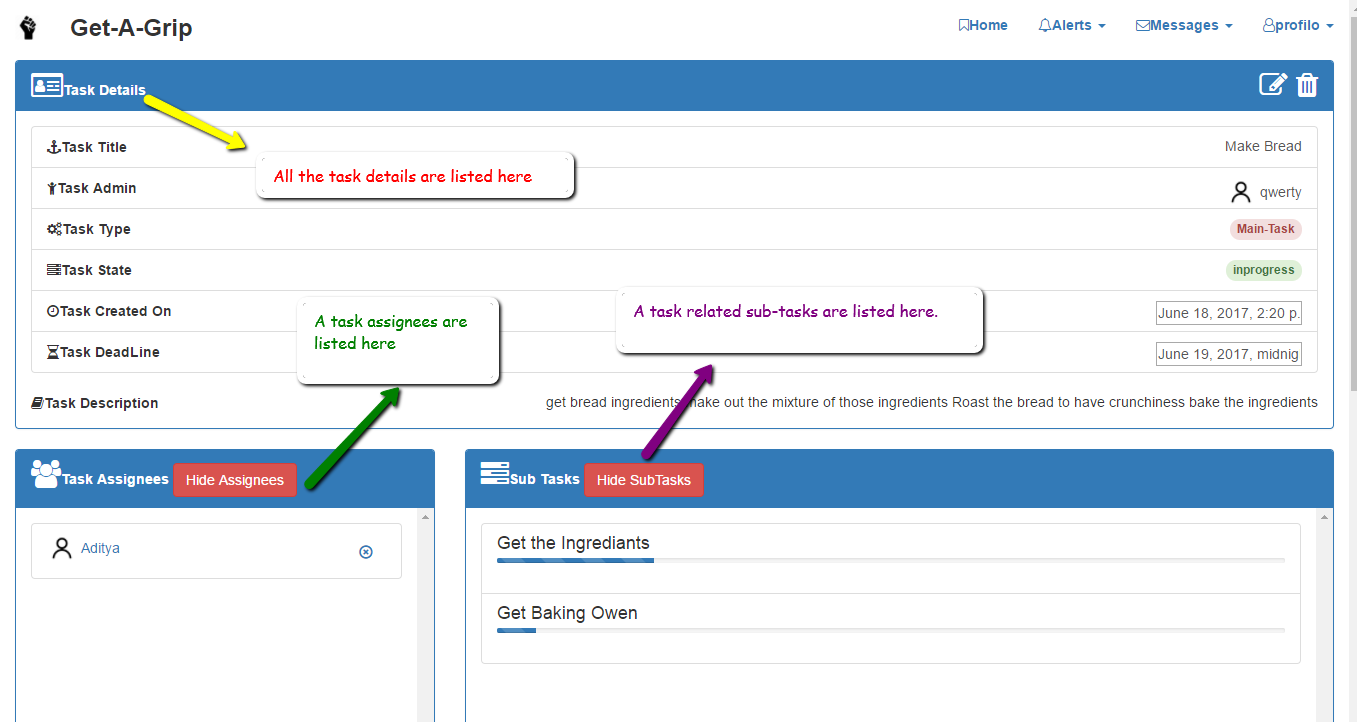 Get-A-Grip
Home
Alerts
Messages
profilo
Task Details
All the task details are listed here
Task Title
Make Bread
Task Admin
qwerty
Task Type
Main-Task
Task State
inprogress
Task Created On
June 18, 2017, 2:20 p.
Task DeadLine
June 19, 2017, midnig
A task assignees are
listed here
A task related sub-tasks are listed here.
Task Description
get bread ingredients make out the mixture of those ingredients Roast the bread to have crunchiness bake the ingredients
Task Assignees
Hide Assignees
Aditya
Sub Tasks
Hide SubTasks
Get the Ingrediants
Get Baking Owen